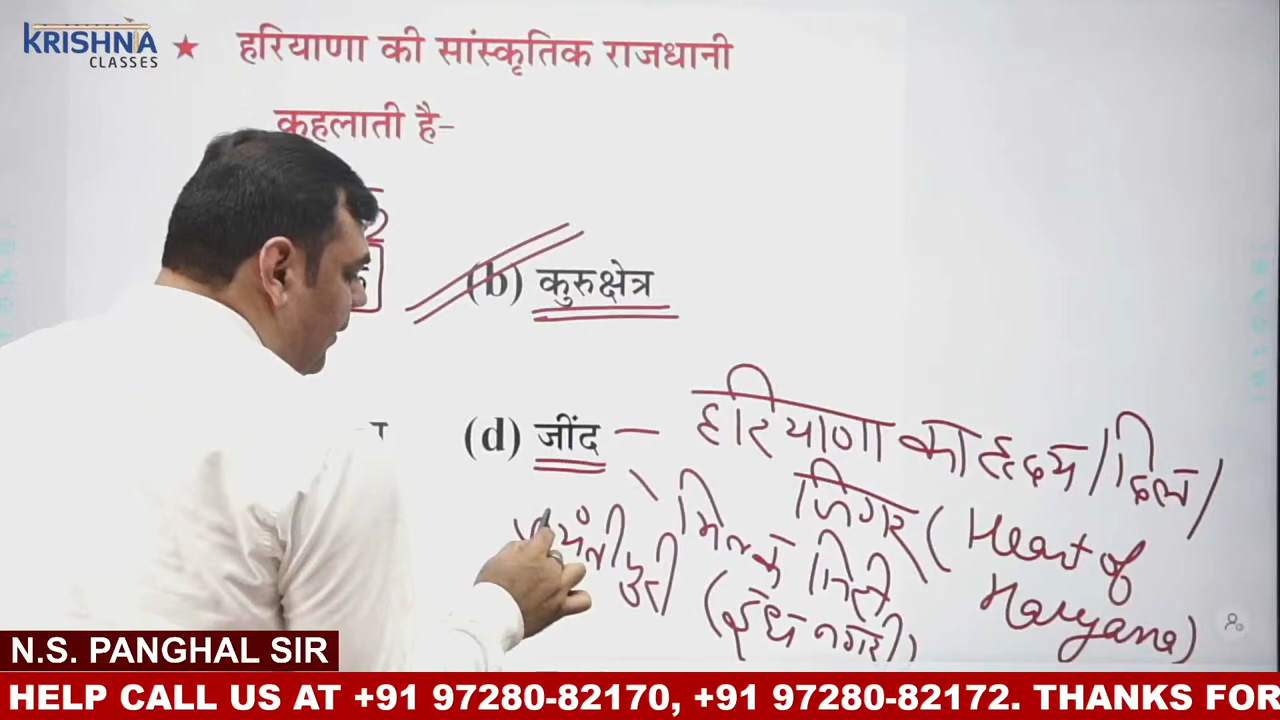 KRISHNA
CLASSES
★ हरियाणा की सांस्कृतिक राजधानी
कहलाती है-
(b) कुरुक्षेत्र
(d) जींद — हरियाणा का हृदय/दिल/
जिगर (Heart of
Haryana)
जयंतीपुरी
मिल्क सिटी
(दूध नगरी)
N.S. PANGHAL SIR
HELP CALL US AT +91 97280-82170, +91 97280-82172. THANKS FOR